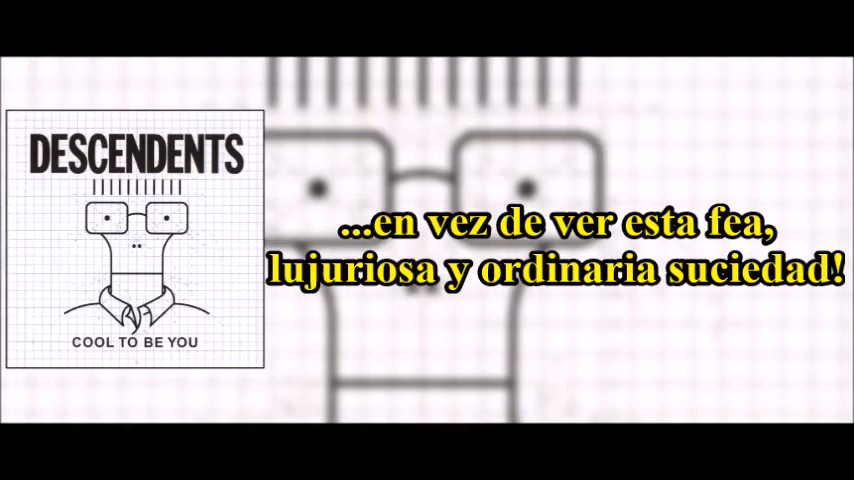 DESCENDENTS
COOL TO BE YOU
...en vez de ver esta fea,
lujuriosa y ordinaria suciedad!